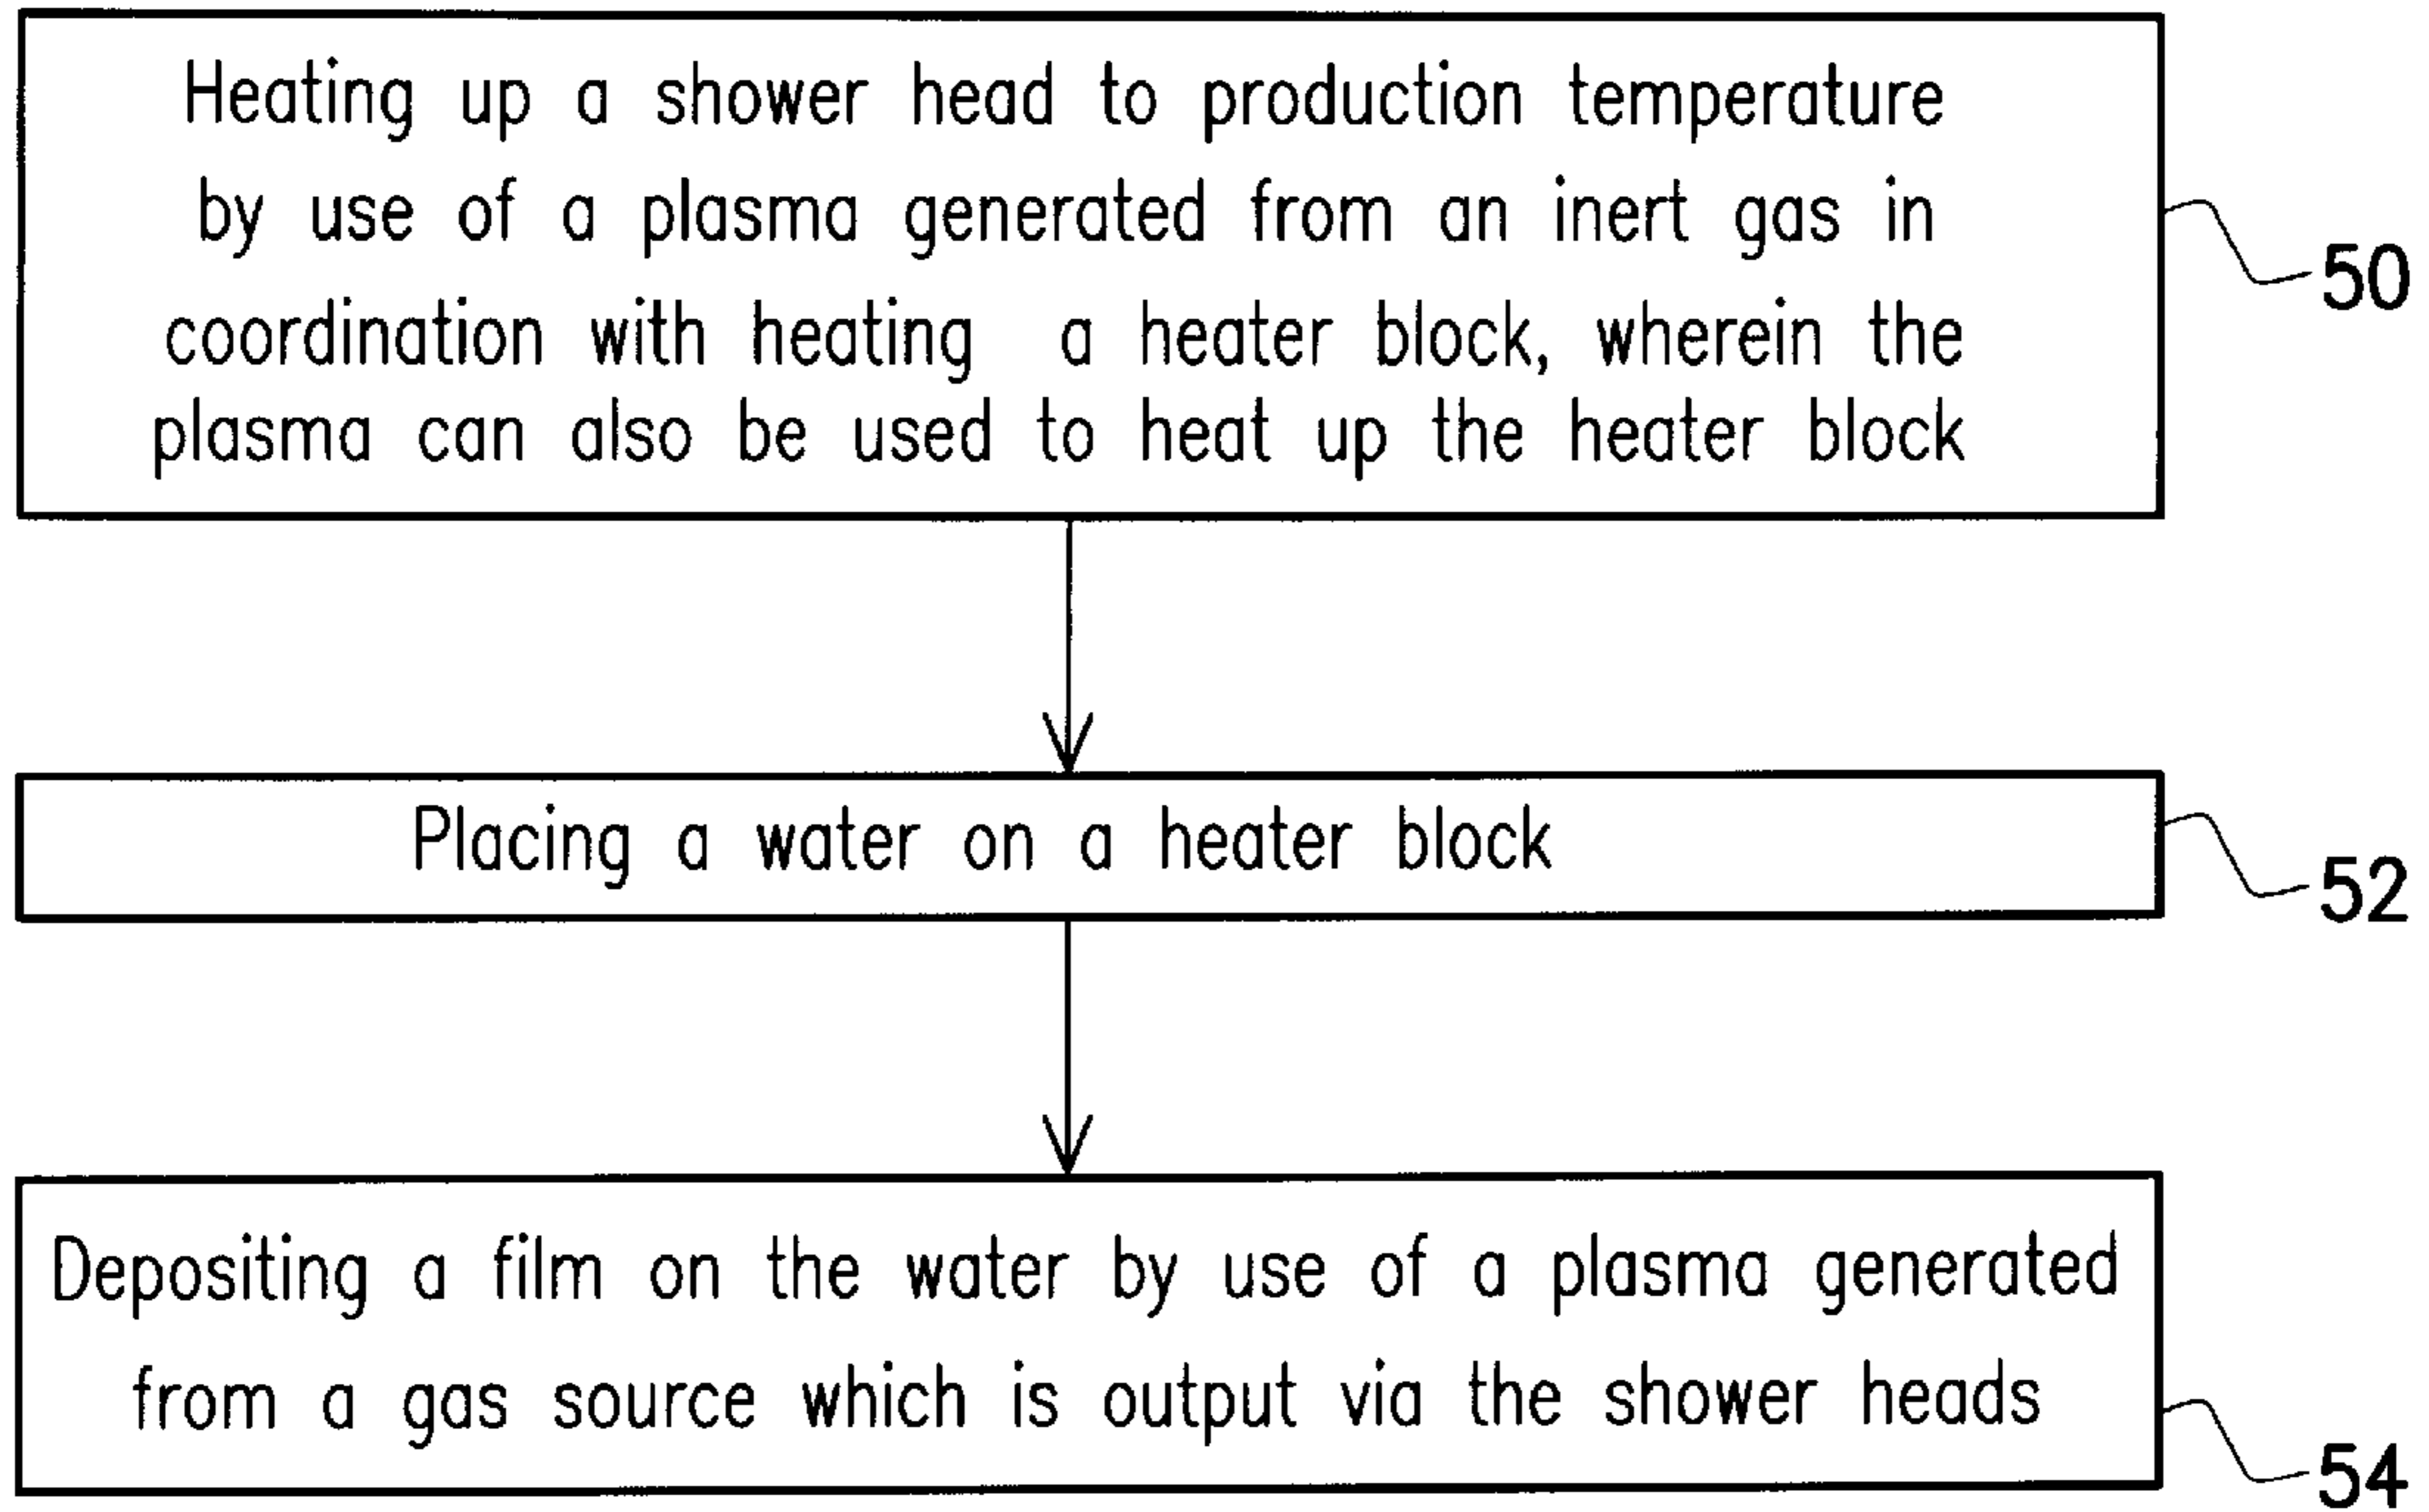 Heating up a shower head to production temperature
by use of a plasma generated from an inert gas in
coordination with heating a heater block, wherein the
plasma can also be used to heat up the heater block
50
Placing a water on a heater block
52
Depositing a film on the water by use of a plasma generated
from a gas source which is output via the shower heads
54